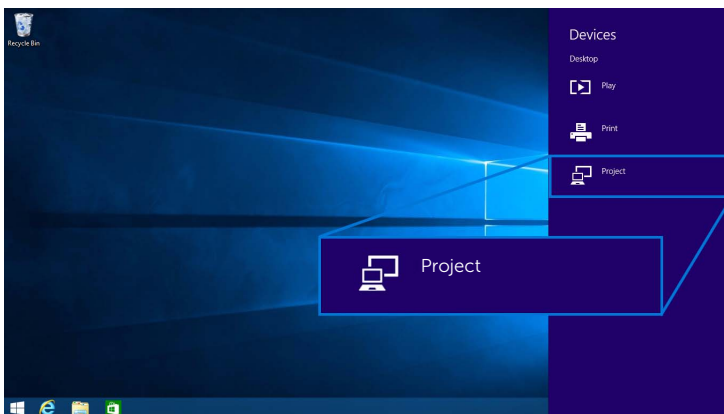 Recycle Bin
Devices
Desktop
Play
Print
Project
Project